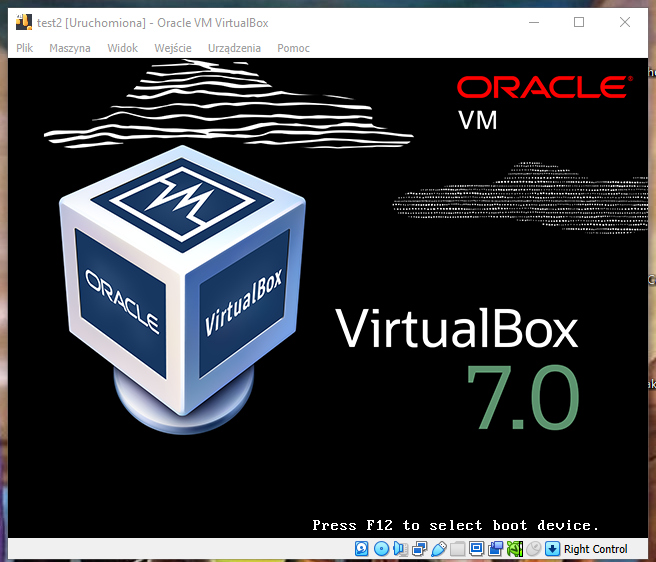 test2 [Uruchomiona] - Oracle VM VirtualBox
Plik Maszyna Widok Wejście Urządzenia Pomoc
ORACLE®
VM
ORACLE
VirtualBox
VirtualBox
7.0
Press F12 to select boot device.
Right Control